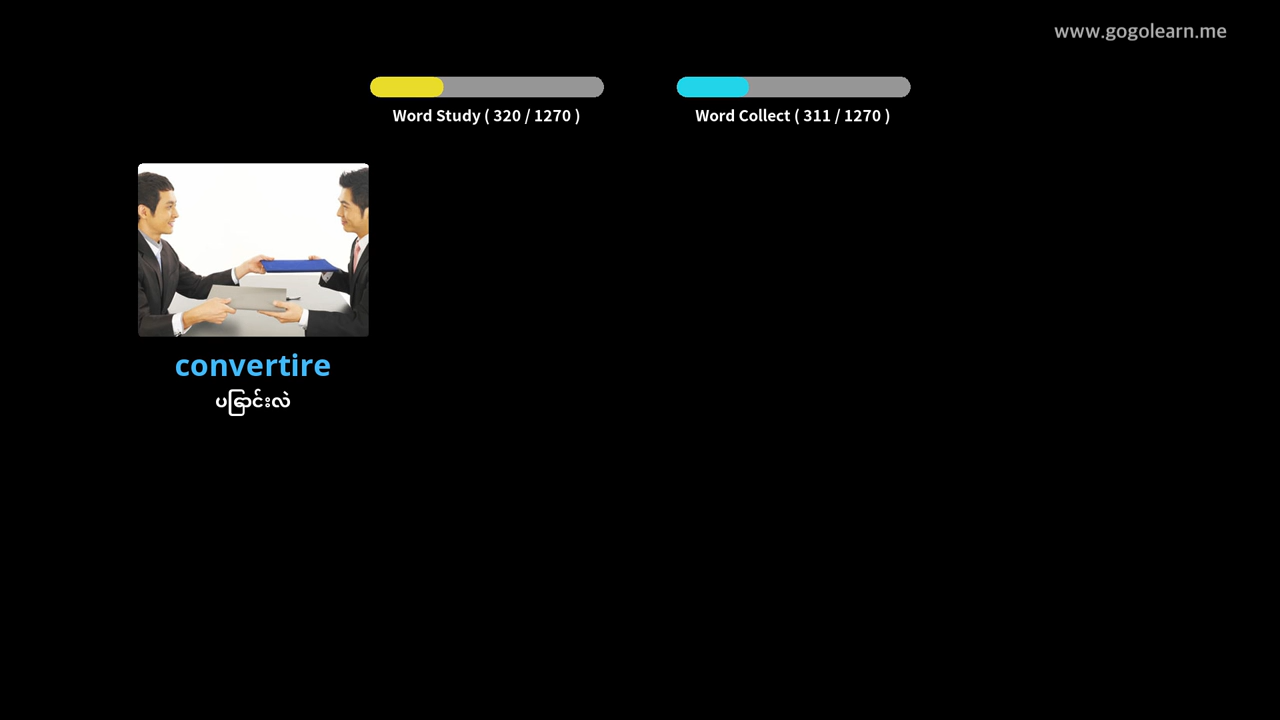 www.gogolearn.me
Word Study ( 320 / 1270 )
Word Collect ( 311 / 1270 )
convertire
ပြောင်းလဲ